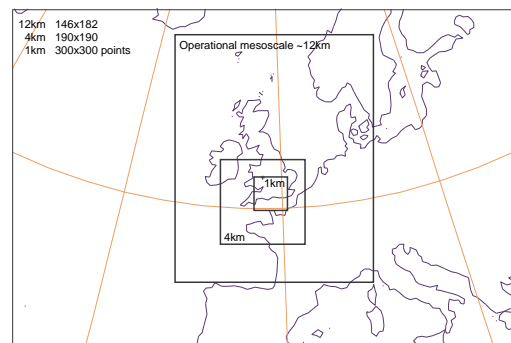 12km 146x182
4km 190x190
1km 300x300 points
Operational mesoscale ~12km
1km
4km